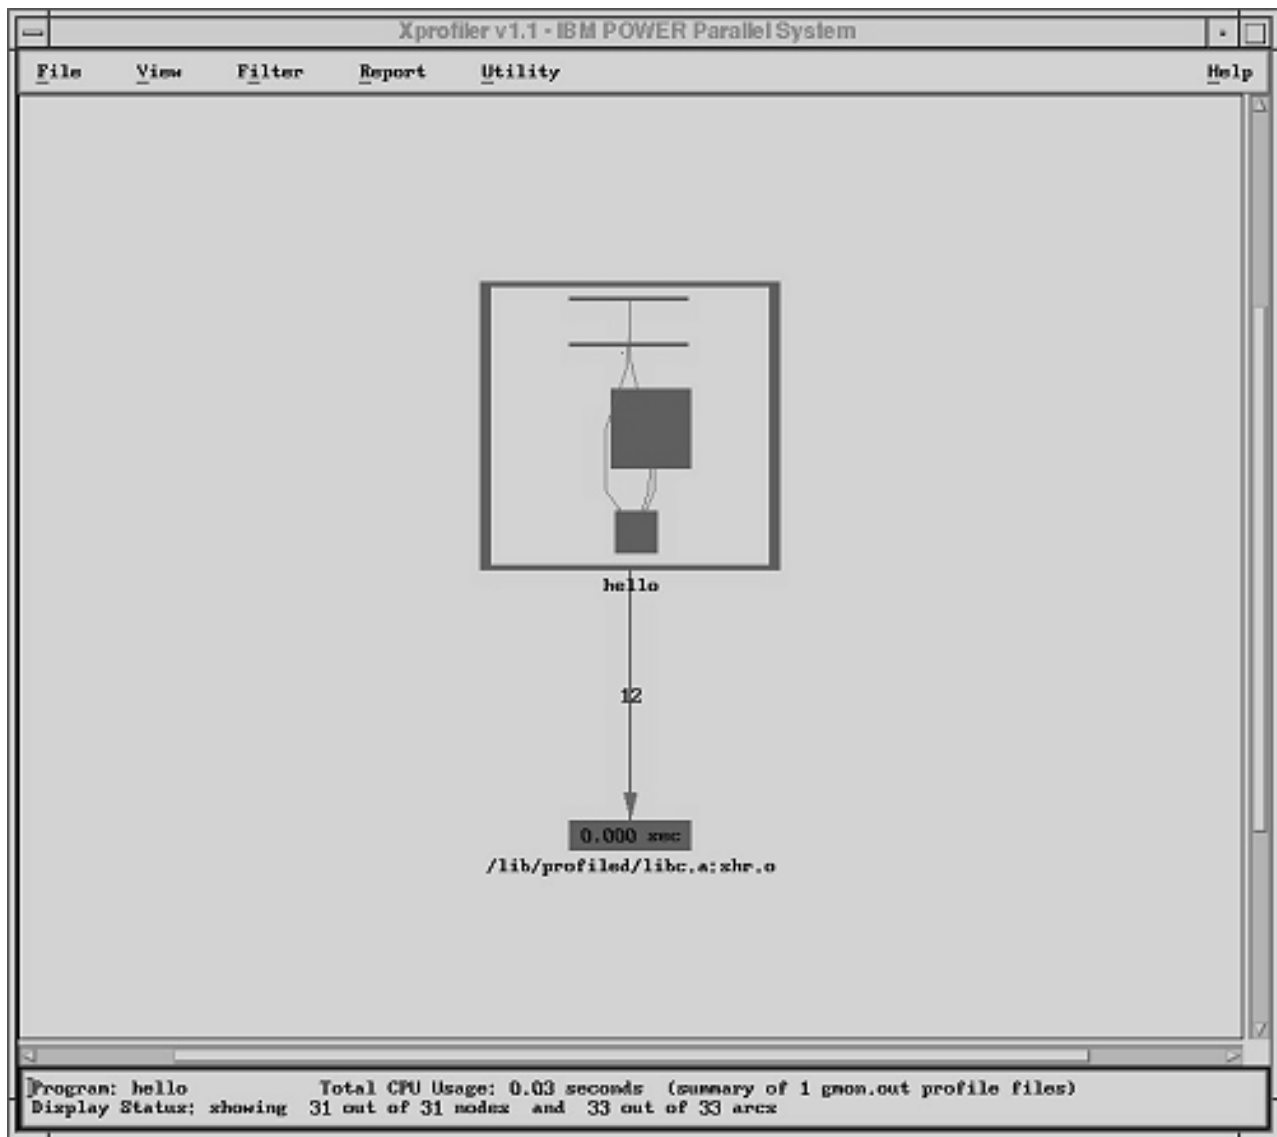 Xprofiler v1.1 - IBM POWER Parallel System
File View Filter Report Utility Help
hello
12
0.000 sec
/lib/profiled/libc.a:shr.o
Program: hello Total CPU Usage: 0.03 seconds (summary of 1 gmon.out profile files)
Display Status: showing 31 out of 31 nodes and 33 out of 33 arcs